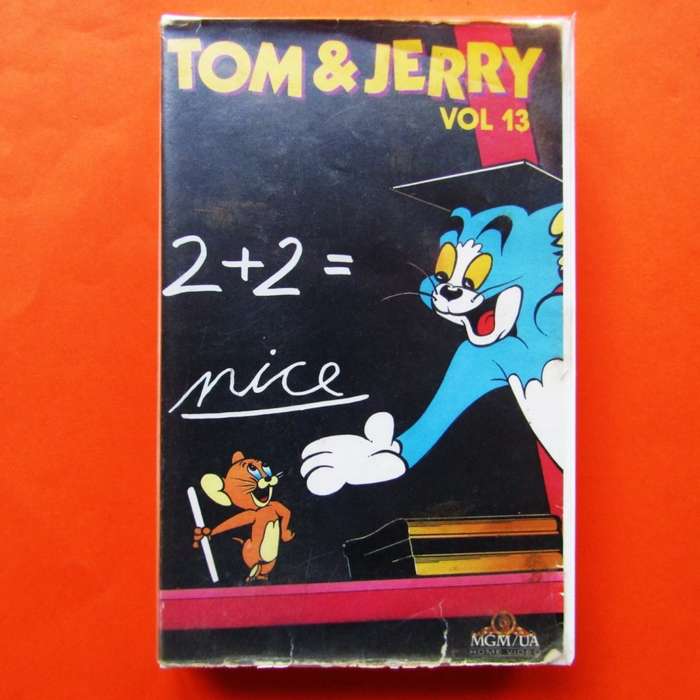 TOM & JERRY
VOL 13
2+2=
nice
MGM/UA
HOME VIDEO